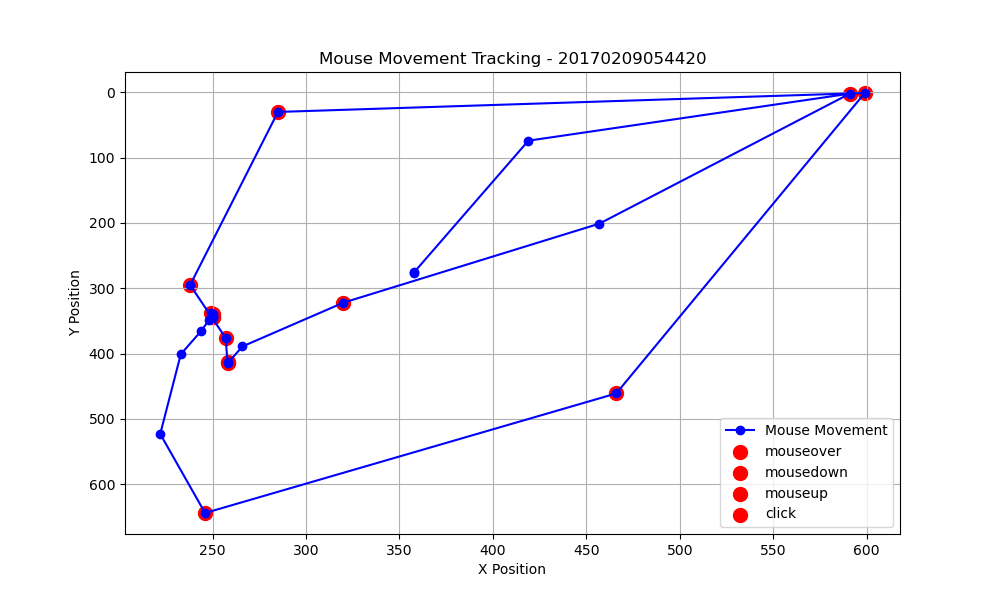 Mouse Movement Tracking - 20170209054420
Y Position
0
100
200
300
400
500
600
250
300
350
400
450
500
550
600
X Position
Mouse Movement
mouseover
mousedown
mouseup
click